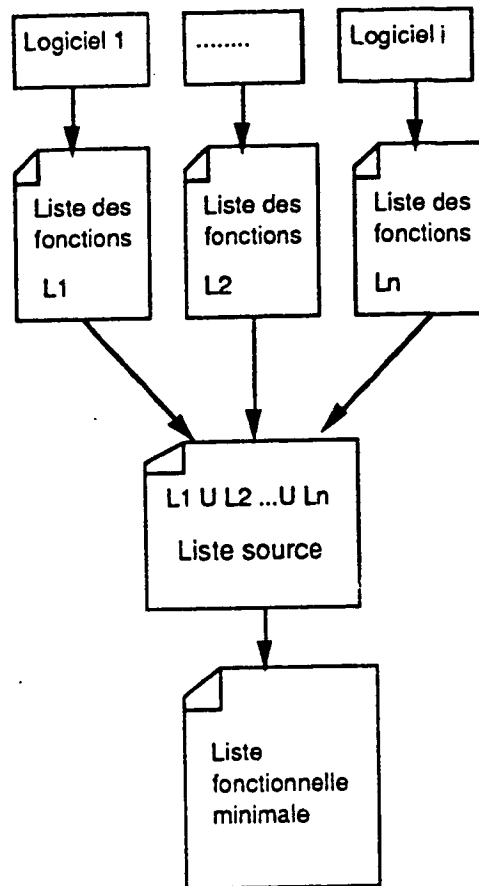 Logiciel 1
........
Logiciel i
Liste des
fonctions
L1
Liste des
fonctions
L2
Liste des
fonctions
Ln
L1 U L2 ...U Ln
Liste source
Liste
fonctionnelle
minimale